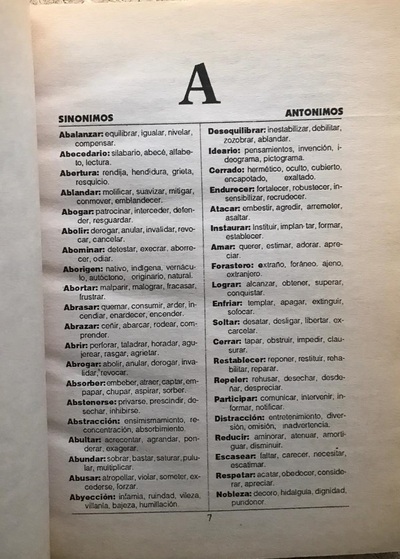 A
SINONIMOS
Abalanzar: equilibrar, igualar, nivelar,
compensar.
Abecedario: silabario, abecé, alfabe-
to, lectura.
Abertura: rendija, hendidura, grieta,
resquicio.
Ablandar: molificar, suavizar, mitigar,
conmover, emblandecer.
Abogar: patrocinar, interceder, defen-
der, resguardar.
Abolir: derogar, anular, invalidar, revo-
car, cancelar.
Abominar: detestar, execrar, aborre-
cer, odiar.
Aborigen: nativo, indígena, vernácu-
lo, autóctono, originario, natural.
Abortar: malparir, malograr, fracasar,
frustrar.
Abrasar: quemar, consumir, arder, in-
cendiar, enardecer, encender.
Abrazar: ceñir, abarcar, rodear, com-
prender.
Abrir: perforar, taladrar, horadar, agu-
jerear, rasgar, agrietar.
Abrogar: abolir, anular, derogar, inva-
lidar, revocar.
Absorber: embeber, atraer, captar, em-
papar, chupar, aspirar, sorber.
Abstenerse: privarse, prescindir, de-
sechar, inhibirse.
Abstracción: ensimismamiento, re-
concentración, absorbimiento.
Abultar: acrecentar, agrandar, pon-
derar, exagerar.
Abundar: sobrar, bastar, saturar, pulu-
lar, multiplicar.
Abusar: atropellar, violar, someter, ex-
cederse, forzar.
Abyección: infamia, ruindad, vileza,
villanía, bajeza, humillación.
ANTONIMOS
Desequilibrar: inestabilizar, debilitar,
zozobrar, ablandar.
Ideario: pensamientos, invención, i-
deograma, pictograma.
Cerrado: hermético, oculto, cubierto,
encapotado, exaltado.
Endurecer: fortalecer, robustecer, in-
sensibilizar, recrudecer.
Atacar: embestir, agredir, arremeter,
asaltar.
Instaurar: instituir, implan-tar, formar,
establecer.
Amar: querer, estimar, adorar, apre-
ciar.
Forastero: extraño, foráneo, ajeno,
extranjero.
Lograr: alcanzar, obtener, superar,
conquistar.
Enfriar: templar, apagar, extinguir,
sofocar.
Soltar: desatar, desligar, libertar, ex-
carcelar.
Cerrar: tapar, obstruir, impedir, clau-
surar.
Restablecer: reponer, restituir, reha-
bilitar, reparar.
Repeler: rehusar, desechar, desde-
ñar, despreciar.
Participar: comunicar, intervenir, in-
formar, notificar.
Distracción: entretenimiento, diver-
sión, omisión, inadvertencia.
Reducir: aminorar, atenuar, amorti-
guar, disminuir.
Escasear: fallar, carecer, necesitar,
escatimar.
Respetar: acatar, obedecer, conside-
rar, apreciar.
Nobleza: decoro, hidalguía, dignidad,
pundonor.
7